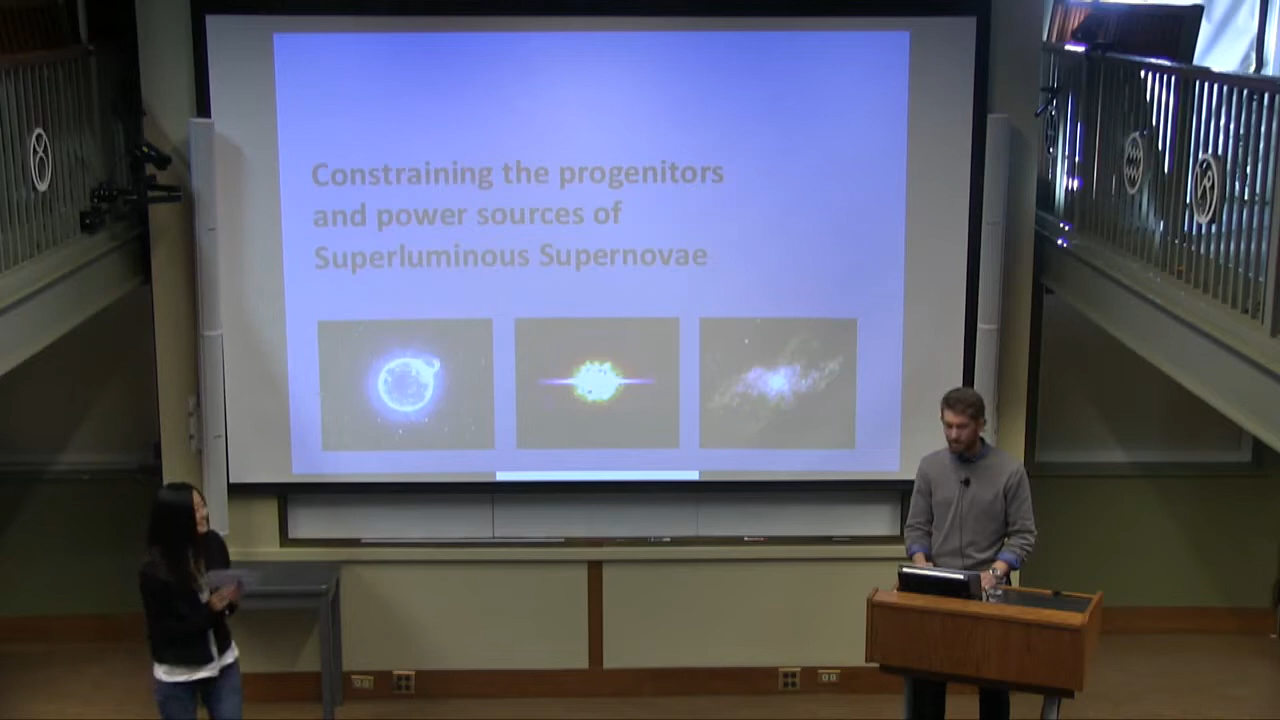 Constraining the progenitors
and power sources of
Superluminous Supernovae